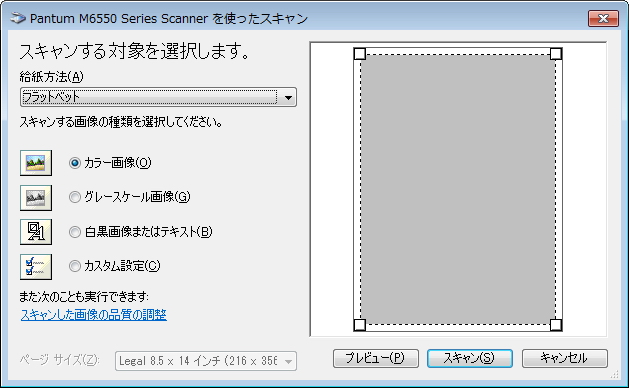 Pantum M6550 Series Scanner を使ったスキャン
スキャンする対象を選択します。
給紙方法(A)
フラットベット
スキャンする画像の種類を選択してください。
カラー画像(O)
グレースケール画像(G)
白黒画像またはテキスト(B)
カスタム設定(C)
また次のことも実行できます:
スキャンした画像の品質の調整
ページ サイズ(Z):
Legal 8.5 x 14 インチ (216 x 356
プレビュー(P)
スキャン(S)
キャンセル